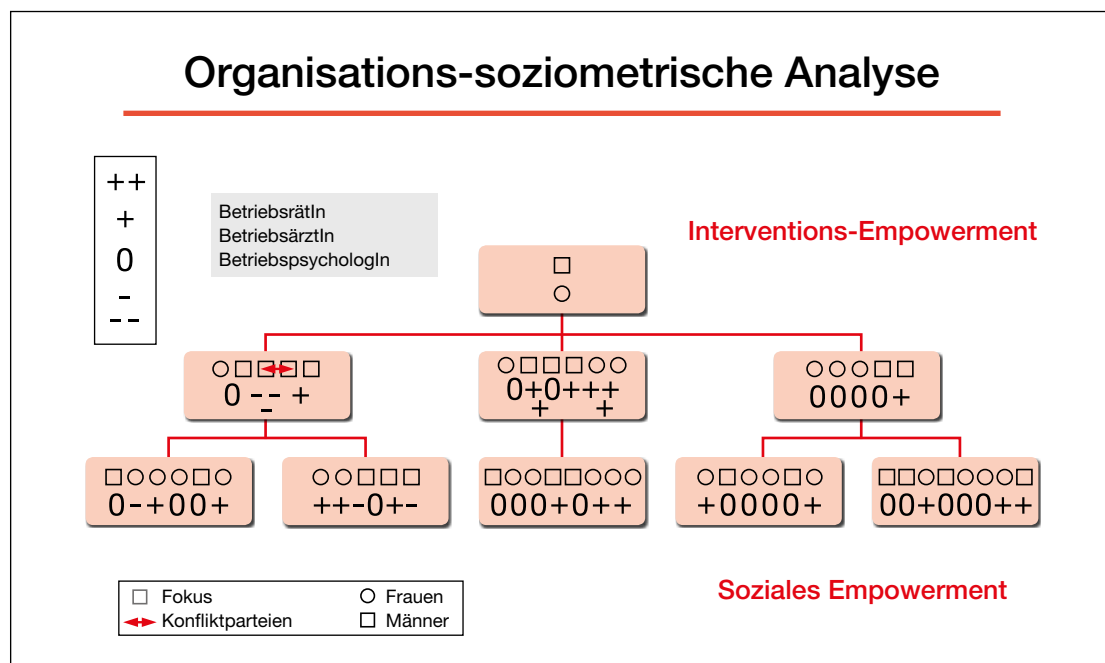 Organisations-soziometrische Analyse
++
+
0
-
--
BetriebsrätIn
BetriebsärztIn
BetriebspsychologIn
Interventions-Empowerment
0 -- +
-
0+0+++
+ +
0000+
0-+00+
++-0+-
000+0++
+0000+
00+000++
Soziales Empowerment
Fokus
Frauen
Konfliktparteien
Männer